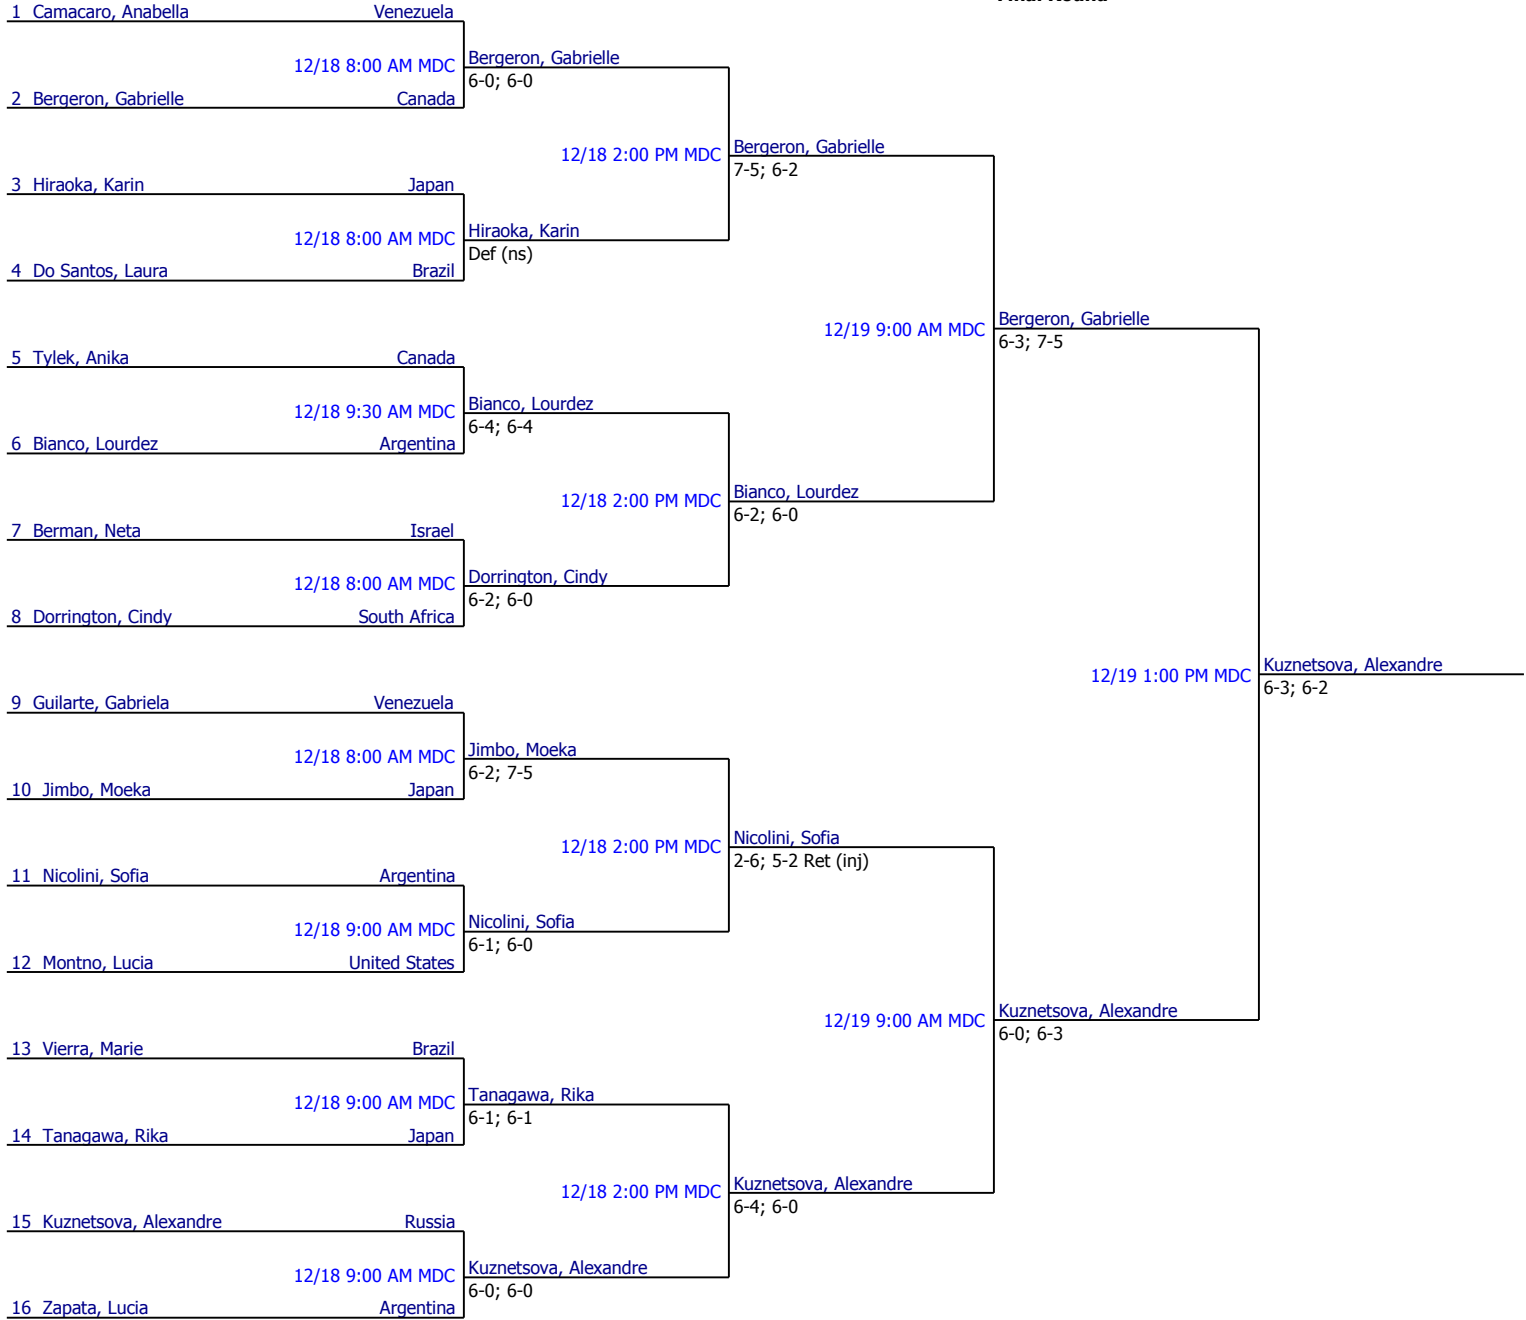 Final Round
1 Camacaro, Anabella Venezuela
12/18 8:00 AM MDC
2 Bergeron, Gabrielle Canada
3 Hiraoka, Karin Japan
12/18 8:00 AM MDC
4 Do Santos, Laura Brazil
5 Tylek, Anika Canada
12/18 9:30 AM MDC
6 Bianco, Lourdez Argentina
7 Berman, Neta Israel
12/18 8:00 AM MDC
8 Dorrington, Cindy South Africa
9 Guilarte, Gabriela Venezuela
12/18 8:00 AM MDC
10 Jimbo, Moeka Japan
11 Nicolini, Sofia Argentina
12/18 9:00 AM MDC
12 Montno, Lucia United States
13 Vierra, Marie Brazil
12/18 9:00 AM MDC
14 Tanagawa, Rika Japan
15 Kuznetsova, Alexandre Russia
12/18 9:00 AM MDC
16 Zapata, Lucia Argentina
Bergeron, Gabrielle
6-0; 6-0
12/18 2:00 PM MDC
Hiraoka, Karin
Def (ns)
Bianco, Lourdez
6-4; 6-4
12/18 2:00 PM MDC
Dorrington, Cindy
6-2; 6-0
Jimbo, Moeka
6-2; 7-5
12/18 2:00 PM MDC
Nicolini, Sofia
6-1; 6-0
Tanagawa, Rika
6-1; 6-1
12/18 2:00 PM MDC
Kuznetsova, Alexandre
6-0; 6-0
Bergeron, Gabrielle
7-5; 6-2
12/19 9:00 AM MDC
Bianco, Lourdez
6-2; 6-0
Nicolini, Sofia
2-6; 5-2 Ret (inj)
12/19 9:00 AM MDC
Kuznetsova, Alexandre
6-4; 6-0
Bergeron, Gabrielle
6-3; 7-5
12/19 1:00 PM MDC
Kuznetsova, Alexandre
6-0; 6-3
Kuznetsova, Alexandre
6-3; 6-2